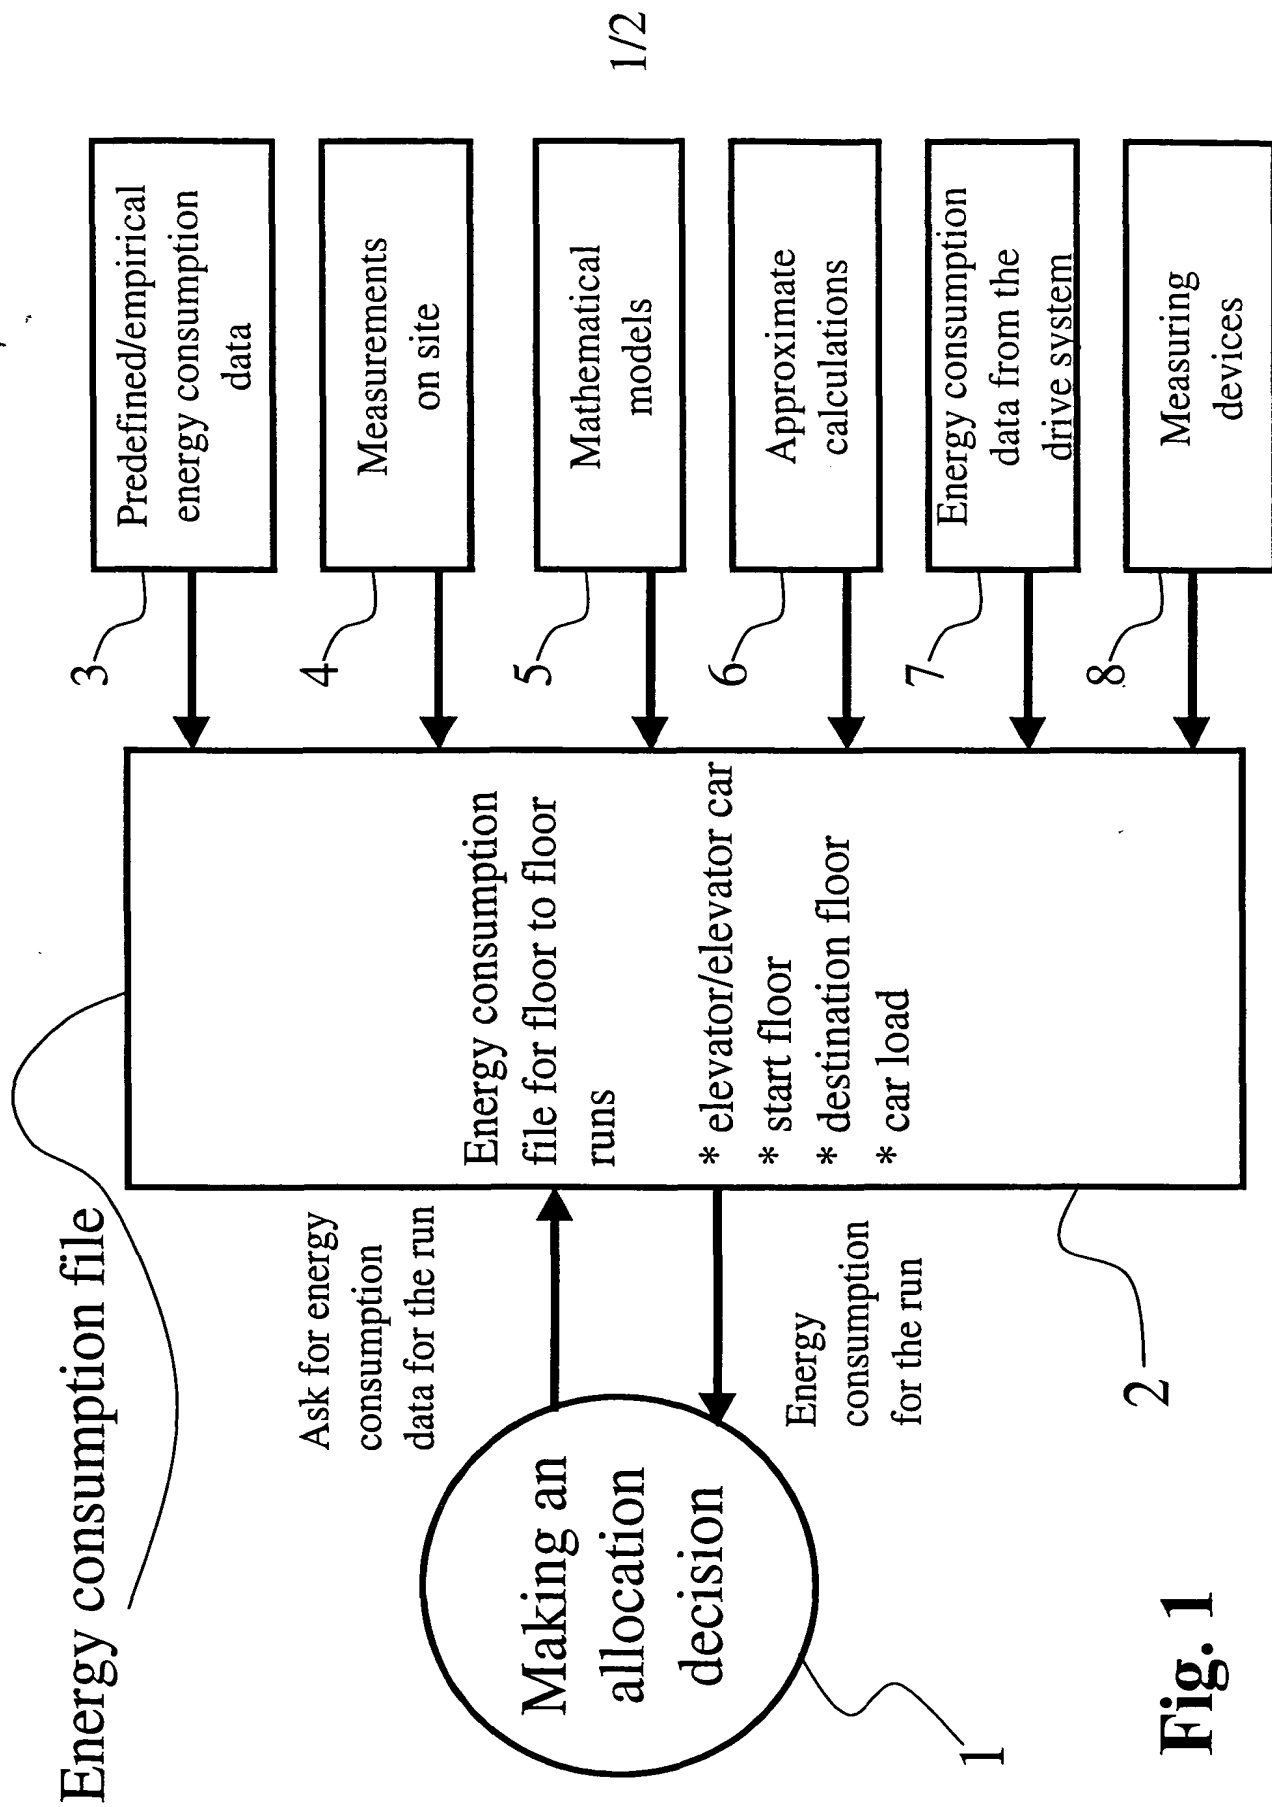 1/2
Energy consumption file
Making an
allocation
decision
1
Ask for energy
consumption
data for the run
Energy
consumption
for the run
Energy consumption
file for floor to floor
runs
* elevator/elevator car
* start floor
* destination floor
* car load
2
3
Predefined/empirical
energy consumption
data
4
Measurements
on site
5
Mathematical
models
6
Approximate
calculations
7
Energy consumption
data from the
drive system
8
Measuring
devices
Fig. 1